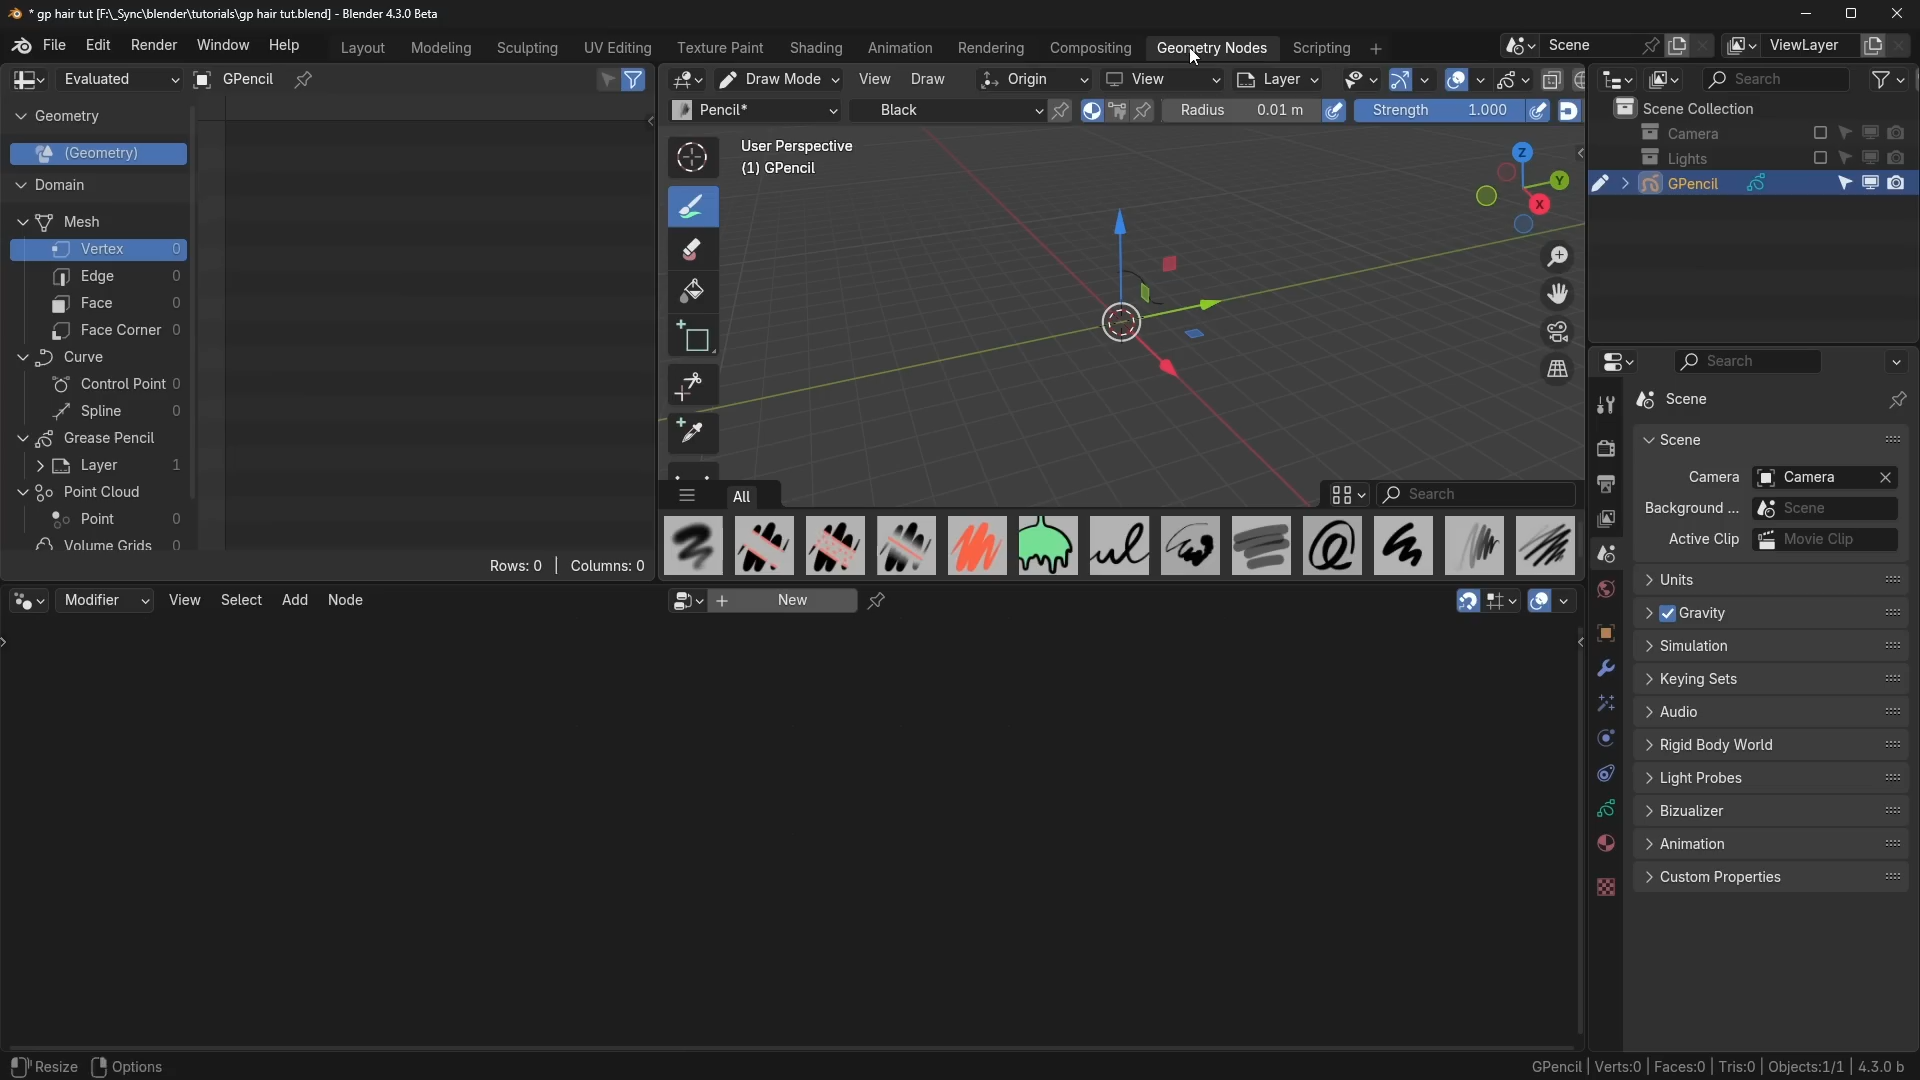 * gp hair tut [F:\_Sync\blender\tutorials\gp hair tut.blend] - Blender 4.3.0 Beta
File Edit Render Window Help Layout Modeling Sculpting UV Editing Texture Paint Shading Animation Rendering Compositing Geometry Nodes Scripting + Scene ViewLayer
Evaluated GPencil
Draw Mode View Draw Origin View Layer
Search
Geometry
Pencil* Black Radius 0.01 m Strength 1.000
Scene Collection
Camera
(Geometry)
User Perspective
(1) GPencil
Z
Y
X
Lights
GPencil
Domain
Mesh
Vertex 0
Edge 0
Face 0
Face Corner 0
Curve
Control Point 0
Spline 0
Grease Pencil
Layer 1
Point Cloud
Point 0
Volume Grids 0
Rows: 0 | Columns: 0
All
Search
Search
Scene
Scene
Camera Camera
Background ... Scene
Active Clip Movie Clip
Units
Gravity
Simulation
Keying Sets
Audio
Rigid Body World
Light Probes
Bizualizer
Animation
Custom Properties
Modifier View Select Add Node
+ New
Resize Options
GPencil | Verts:0 | Faces:0 | Tris:0 | Objects:1/1 | 4.3.0 b